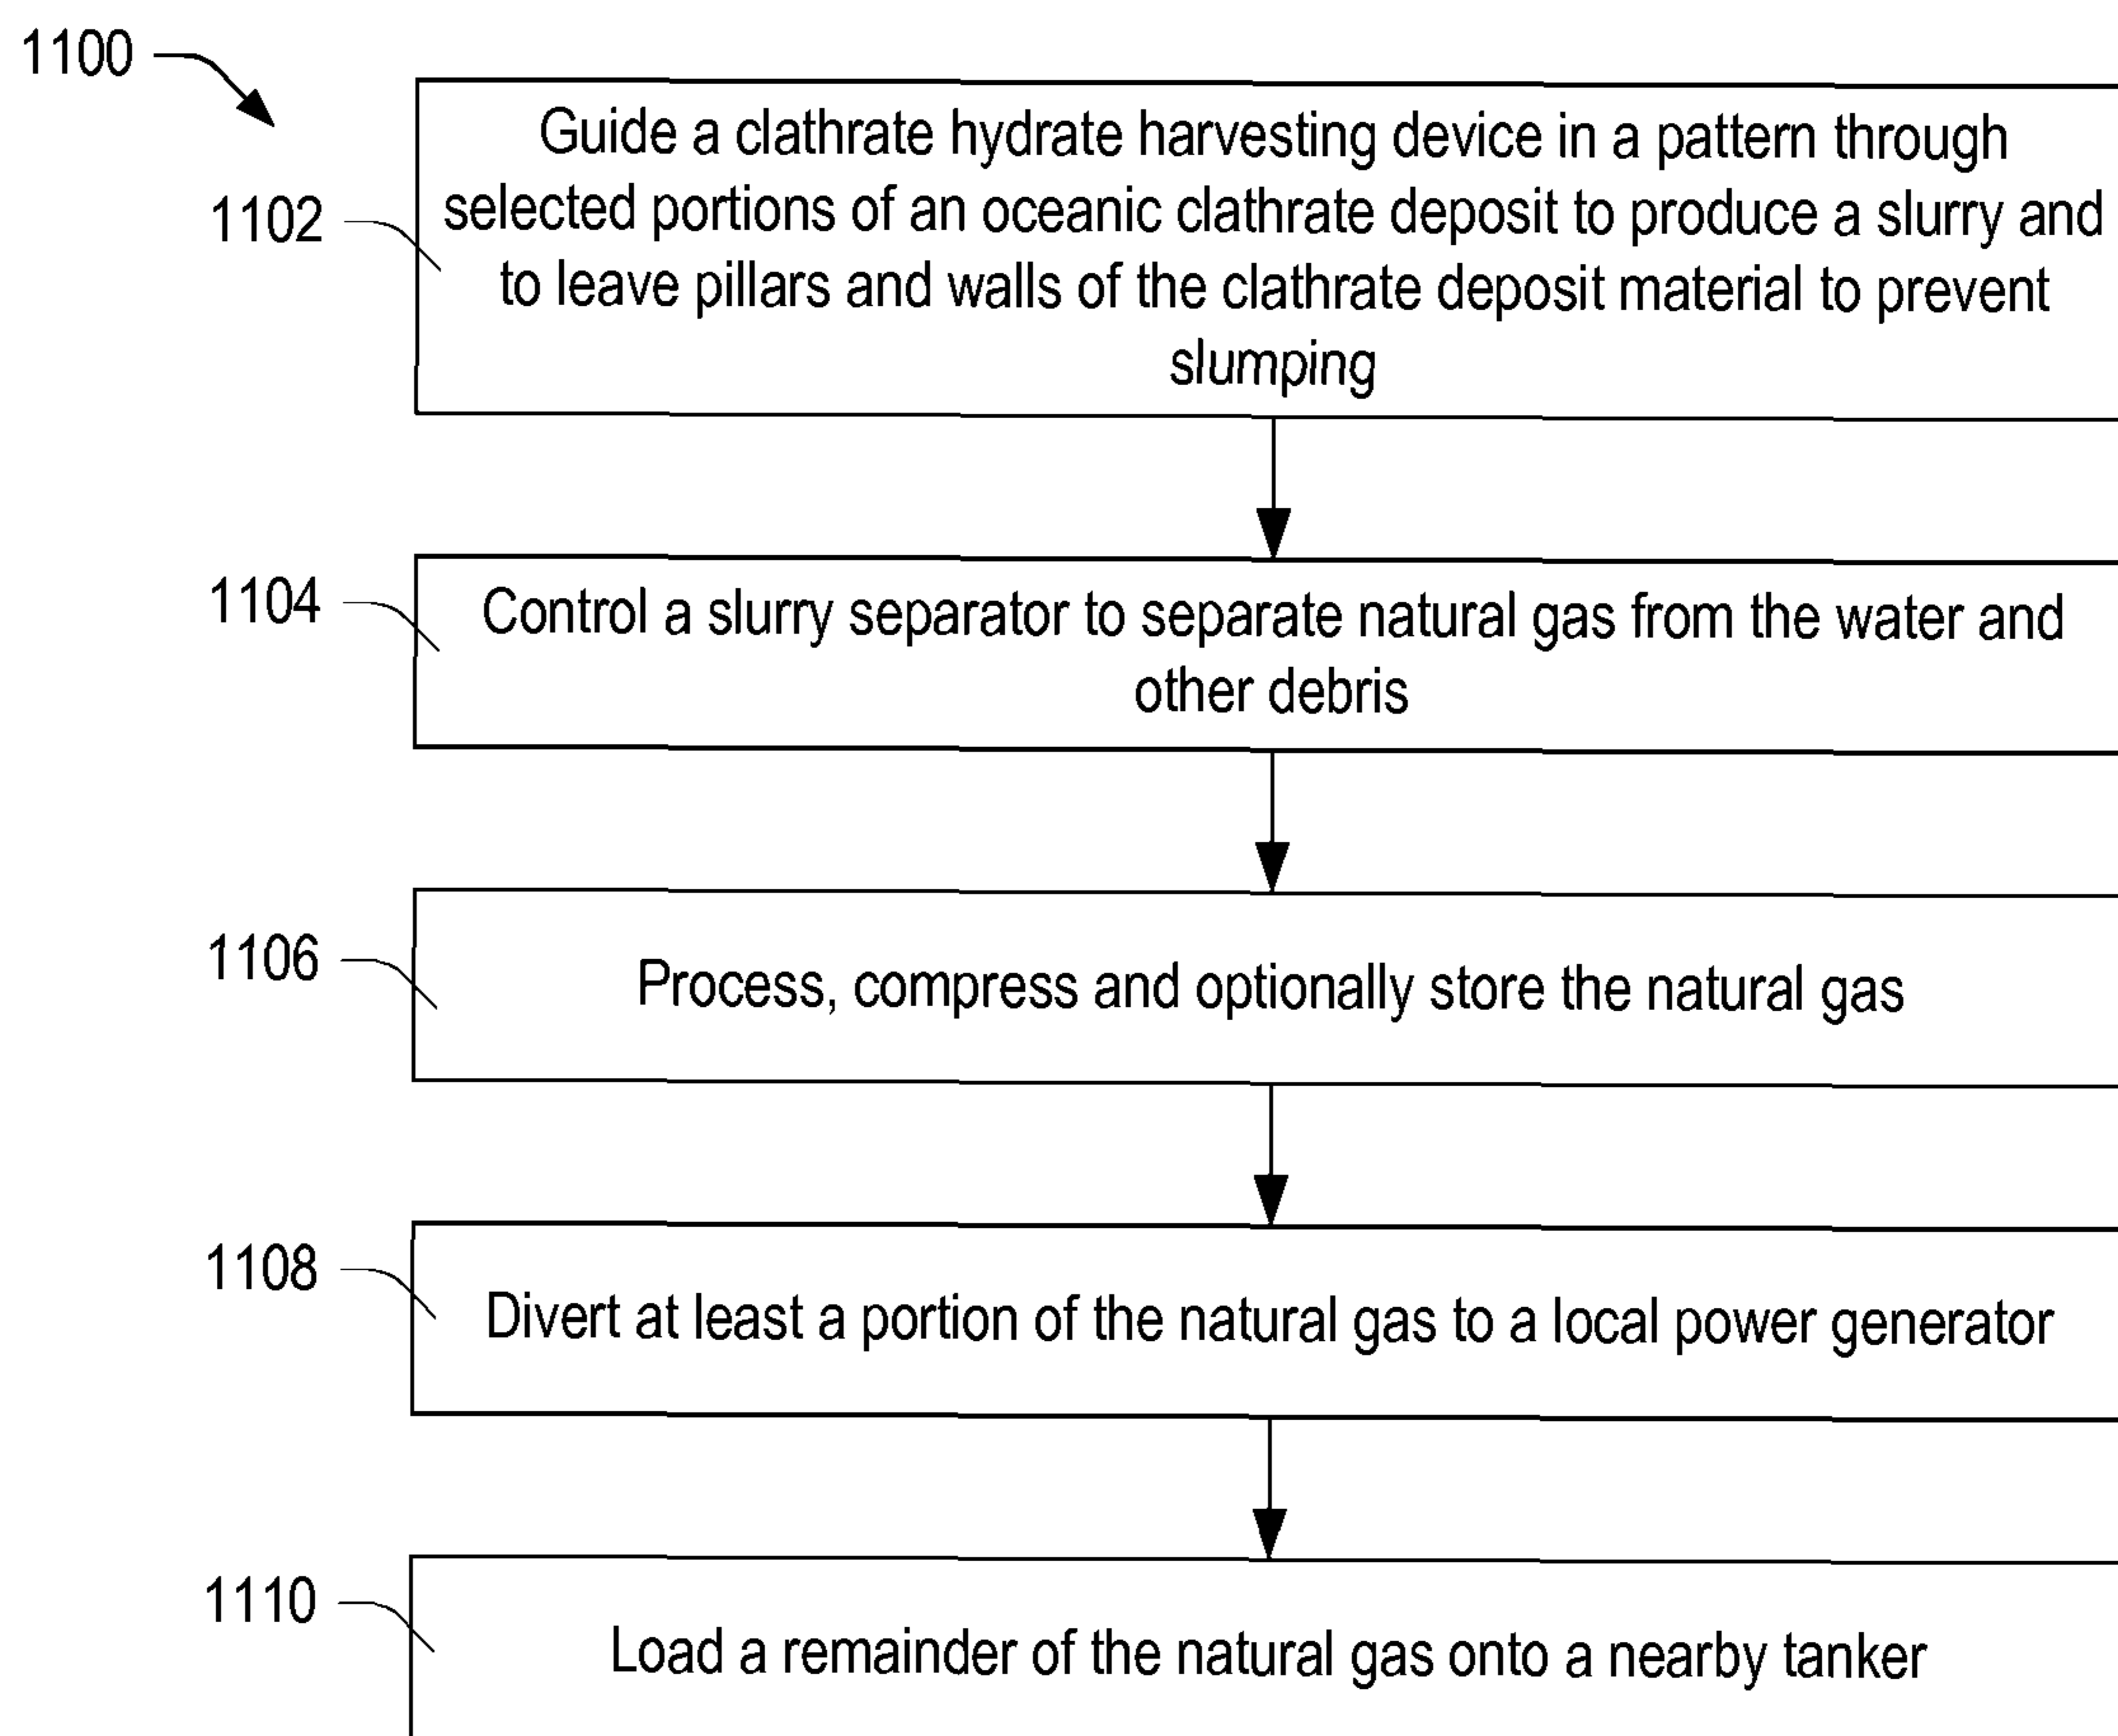 1100
1102
Guide a clathrate hydrate harvesting device in a pattern through
selected portions of an oceanic clathrate deposit to produce a slurry and
to leave pillars and walls of the clathrate deposit material to prevent
slumping
1104
Control a slurry separator to separate natural gas from the water and
other debris
1106
Process, compress and optionally store the natural gas
1108
Divert at least a portion of the natural gas to a local power generator
1110
Load a remainder of the natural gas onto a nearby tanker